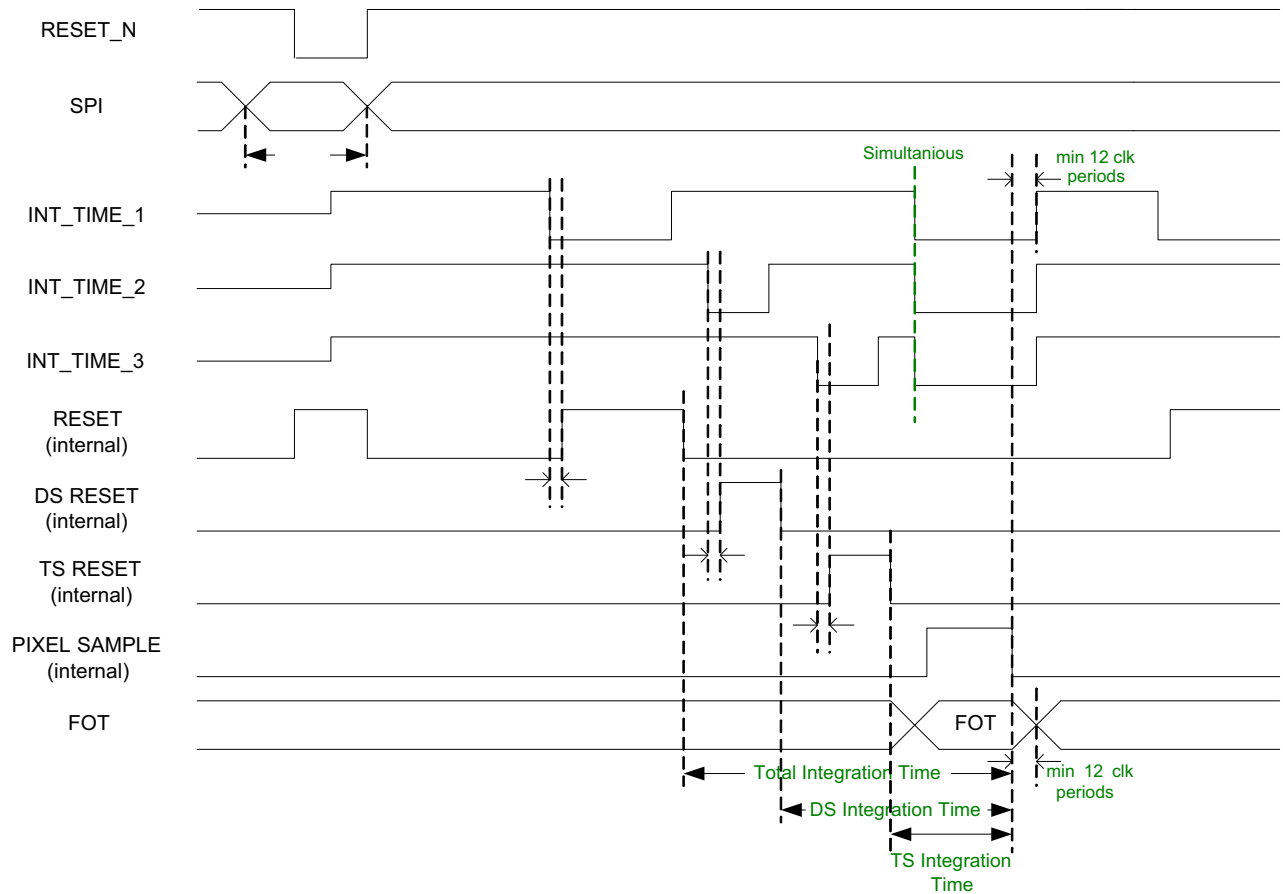 RESET_N
SPI
Simultanious
min 12 clk
periods
INT_TIME_1
INT_TIME_2
INT_TIME_3
RESET
(internal)
DS RESET
(internal)
TS RESET
(internal)
PIXEL SAMPLE
(internal)
FOT
FOT
Total Integration Time
min 12 clk
periods
DS Integration Time
TS Integration
Time